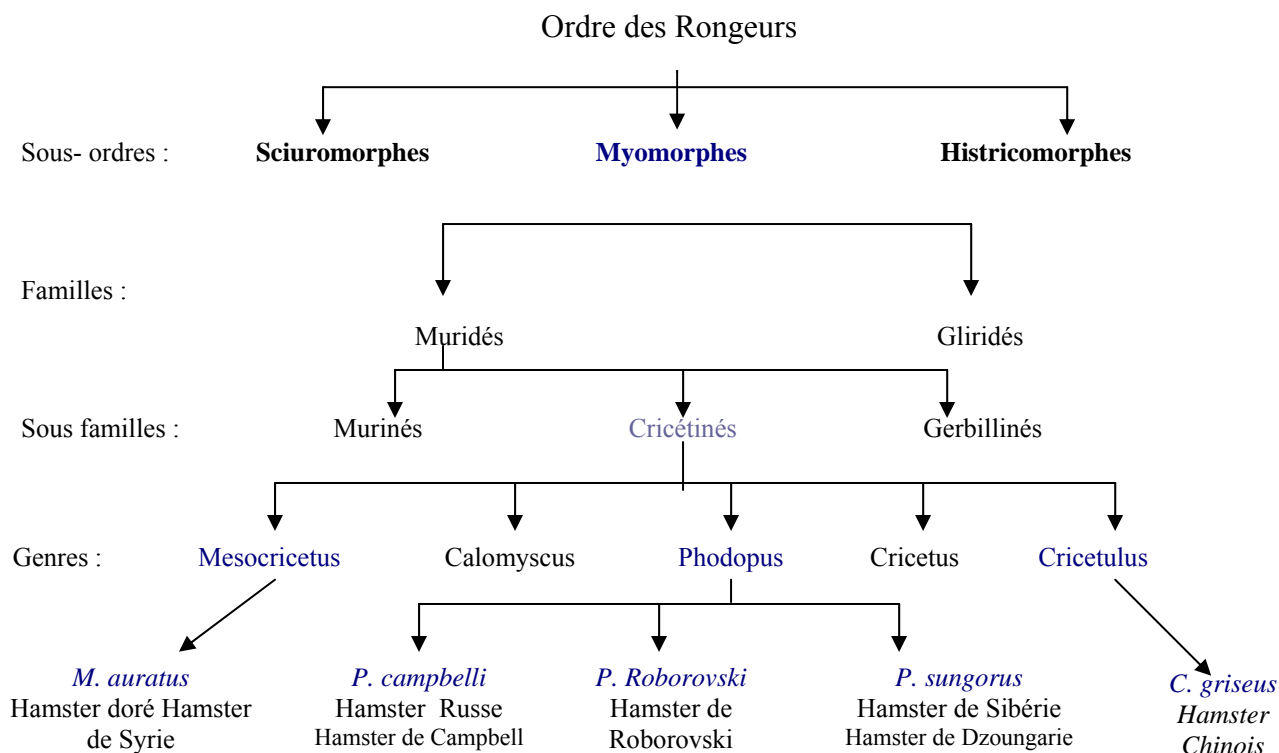 Ordre des Rongeurs
Sous- ordres : Sciuromorphes Myomorphes Histricomorphes
Familles :
Muridés Gliridés
Sous familles : Murinés Cricétinés Gerbillinés
Genres : Mesocricetus Calomyscus Phodopus Cricetus Cricetulus
M. auratus
Hamster doré Hamster
de Syrie
P. campbelli
Hamster Russe
Hamster de Campbell
P. Roborovski
Hamster de
Roborovski
P. sungorus
Hamster de Sibérie
Hamster de Dzoungarie
C. griseus
Hamster
Chinois